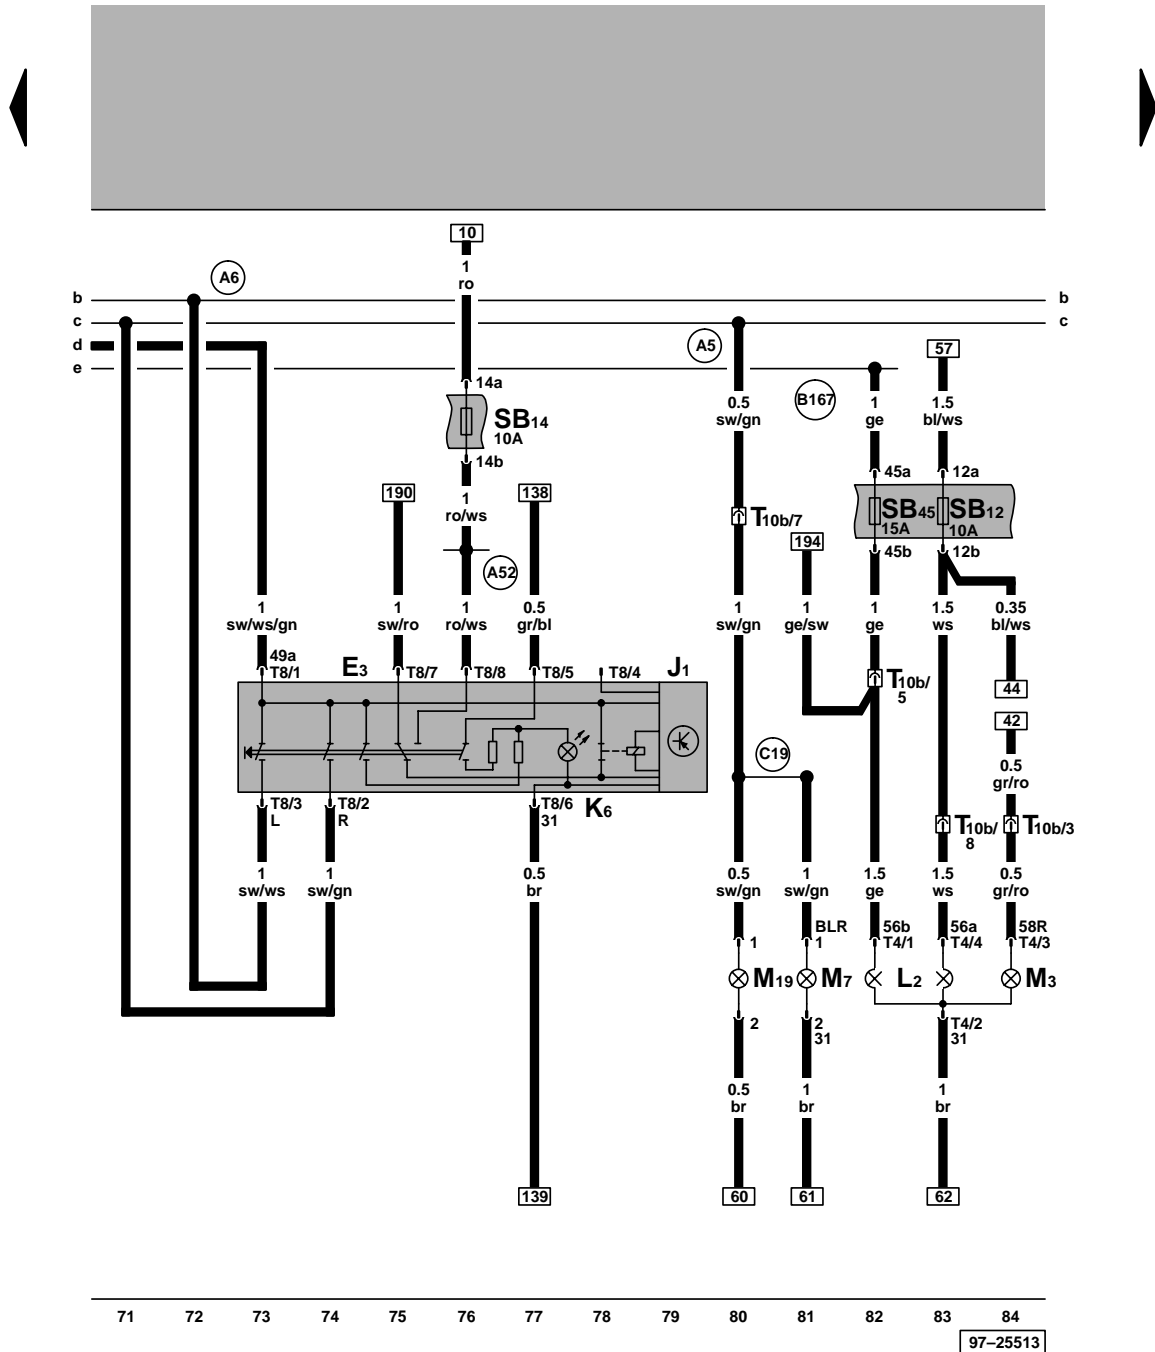 10
1
ro
A6
b
b
c
c
d
A5
57
e
14a
B167
0.5
sw/gn
1
ge
1.5
bl/ws
SB14
10A
14b
45a
12a
190
1
ro/ws
138
SB45
15A
SB12
10A
T10b/7
194
45b
12b
A52
1
sw/ws/gn
1
sw/ro
1
ro/ws
0.5
gr/bl
1
sw/gn
1
ge/sw
1
ge
1.5
ws
0.35
bl/ws
49a
T8/1
E3
T8/7
T8/8
T8/5
T8/4
J1
T10b/
5
44
42
C19
0.5
gr/ro
T8/3
L
T8/2
R
T8/6
31
K6
T10b/
8
T10b/3
1
sw/ws
1
sw/gn
0.5
br
0.5
sw/gn
1
sw/gn
1.5
ge
1.5
ws
0.5
gr/ro
1
BLR
1
56b
T4/1
56a
T4/4
58R
T4/3
M19
M7
L2
M3
2
2
31
T4/2
31
0.5
br
1
br
1
br
139
60
61
62
71 72 73 74 75 76 77 78 79 80 81 82 83 84
97–25513